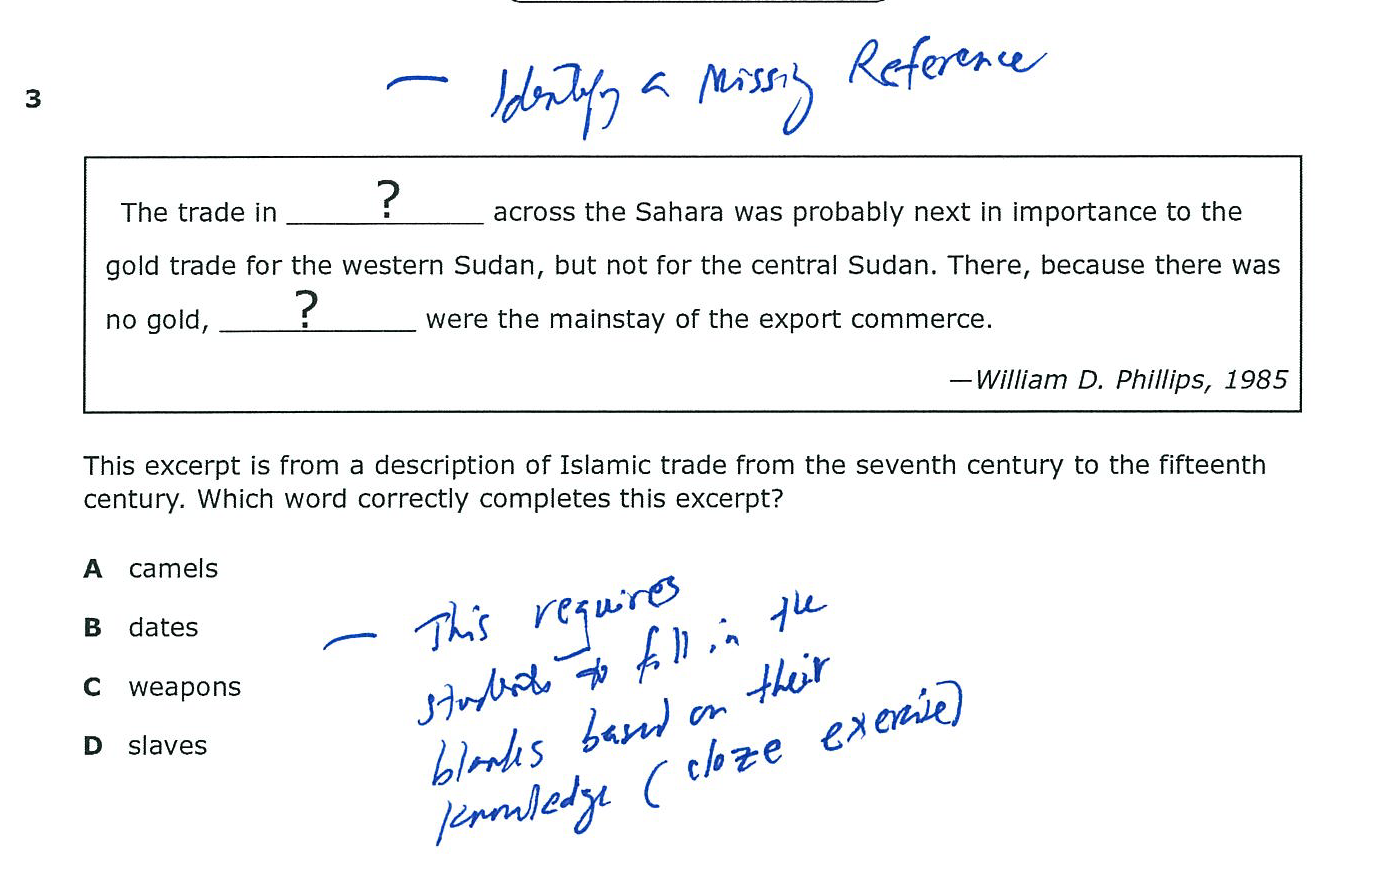 — Identify a Missing Reference
3
The trade in ____?____ across the Sahara was probably next in importance to the
gold trade for the western Sudan, but not for the central Sudan. There, because there was
no gold, ____?____ were the mainstay of the export commerce.
—William D. Phillips, 1985
This excerpt is from a description of Islamic trade from the seventh century to the fifteenth
century. Which word correctly completes this excerpt?
A camels
B dates
C weapons
D slaves
— This requires
students to fill in the
blanks based on their
knowledge (cloze exercise)